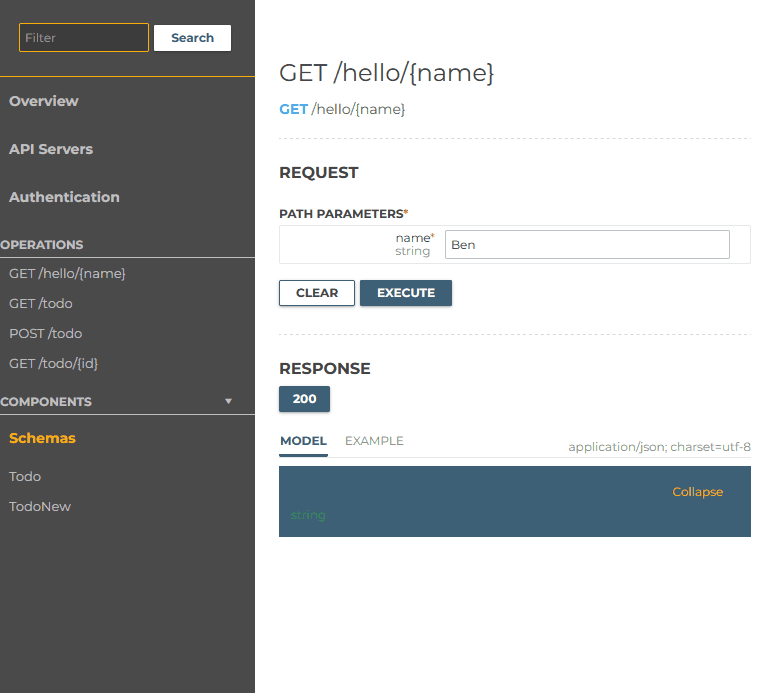 Filter
Search
Overview
API Servers
Authentication
OPERATIONS
GET /hello/{name}
GET /todo
POST /todo
GET /todo/{id}
COMPONENTS
Schemas
Todo
TodoNew
GET /hello/{name}
GET /hello/{name}
REQUEST
PATH PARAMETERS*
name*
string
Ben
CLEAR EXECUTE
RESPONSE
200
MODEL EXAMPLE application/json; charset=utf-8
Collapse
string